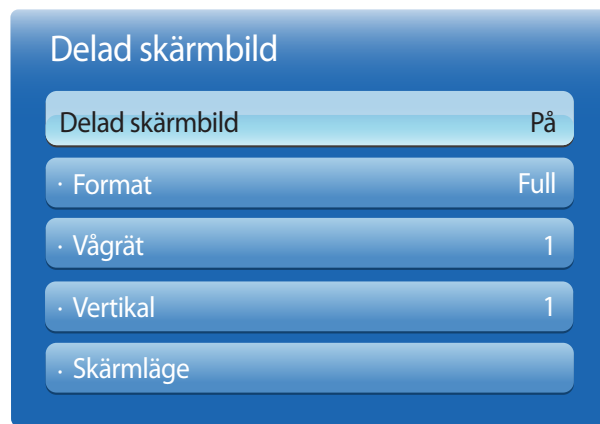 Delad skärmbild
Delad skärmbild På
· Format Full
· Vågrät 1
· Vertikal 1
· Skärmläge